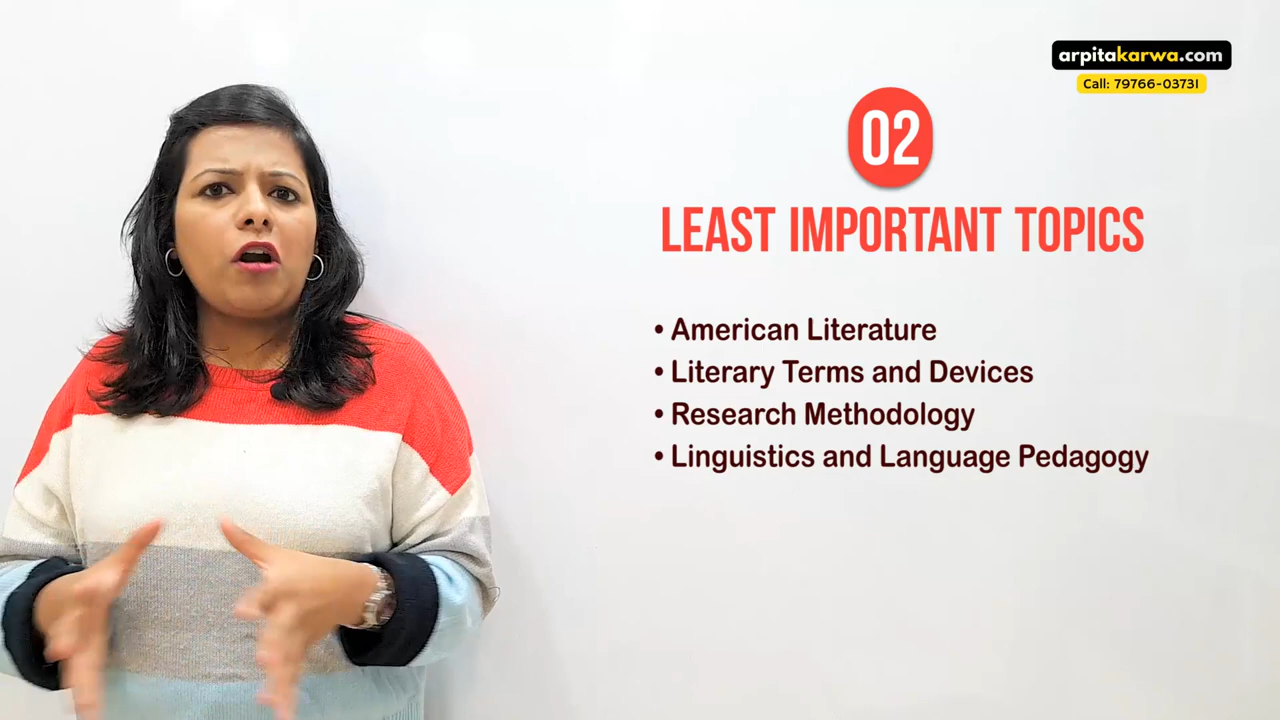 arpitakarwa.com
Call: 79766-03731
02
LEAST IMPORTANT TOPICS
• American Literature
• Literary Terms and Devices
• Research Methodology
• Linguistics and Language Pedagogy